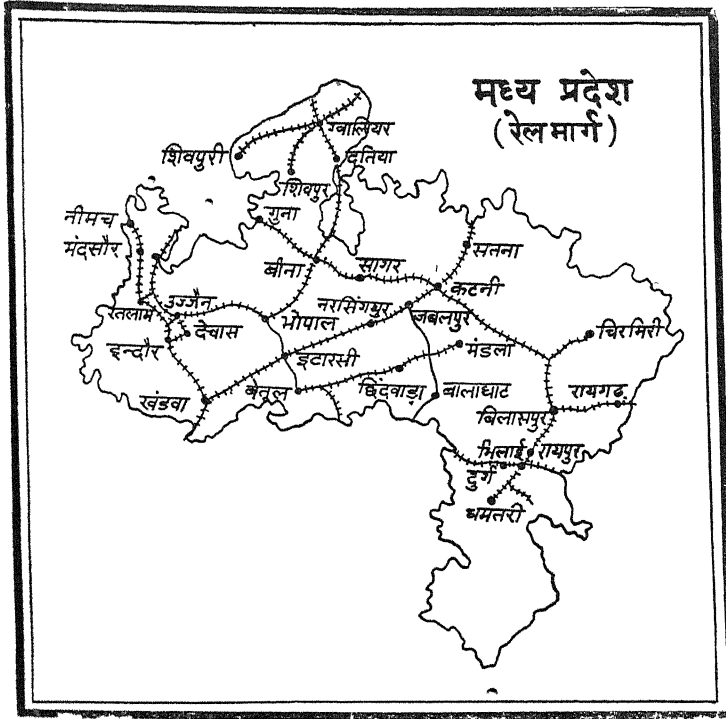 मध्य प्रदेश
(रेलमार्ग)
ग्वालियर
शिवपुरी
दतिया
शिवपुर
गुना
नीमच
मंदसौर
बीना
सागर
सतना
कटनी
रतलाम
उज्जैन
देवास
इन्दौर
भोपाल
नरसिंगपुर
जबलपुर
चिरमिरी
इटारसी
मंडला
खंडवा
बेतूल
छिंदवाड़ा
बालाघाट
रायगढ़
बिलासपुर
भिलाई
रायपुर
दुर्ग
धमतरी